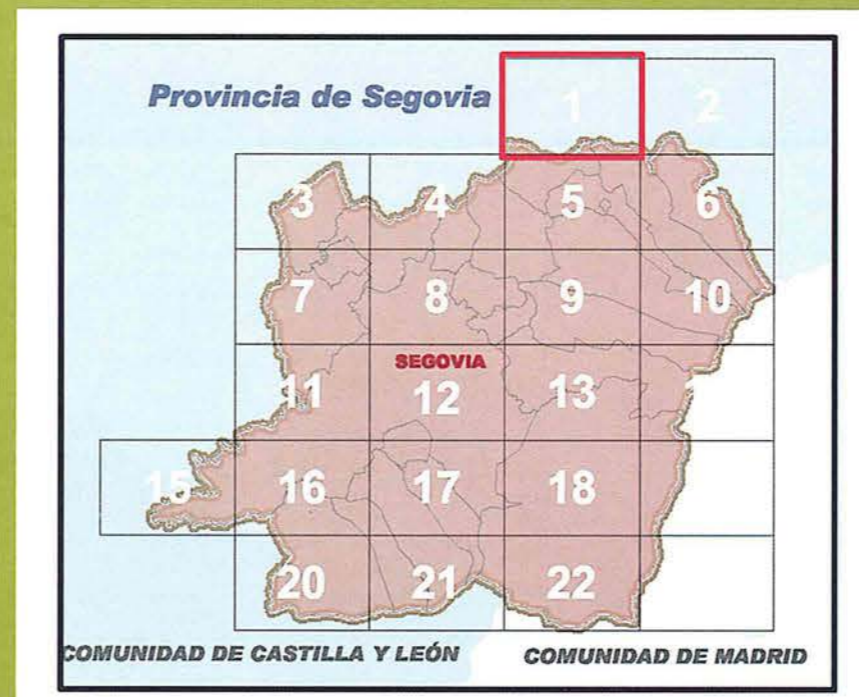 Provincia de Segovia 1 2
3 4 5 6
7 8 9 10
SEGOVIA
11 12 13 1
15 16 17 18
20 21 22
COMUNIDAD DE CASTILLA Y LEÓN COMUNIDAD DE MADRID